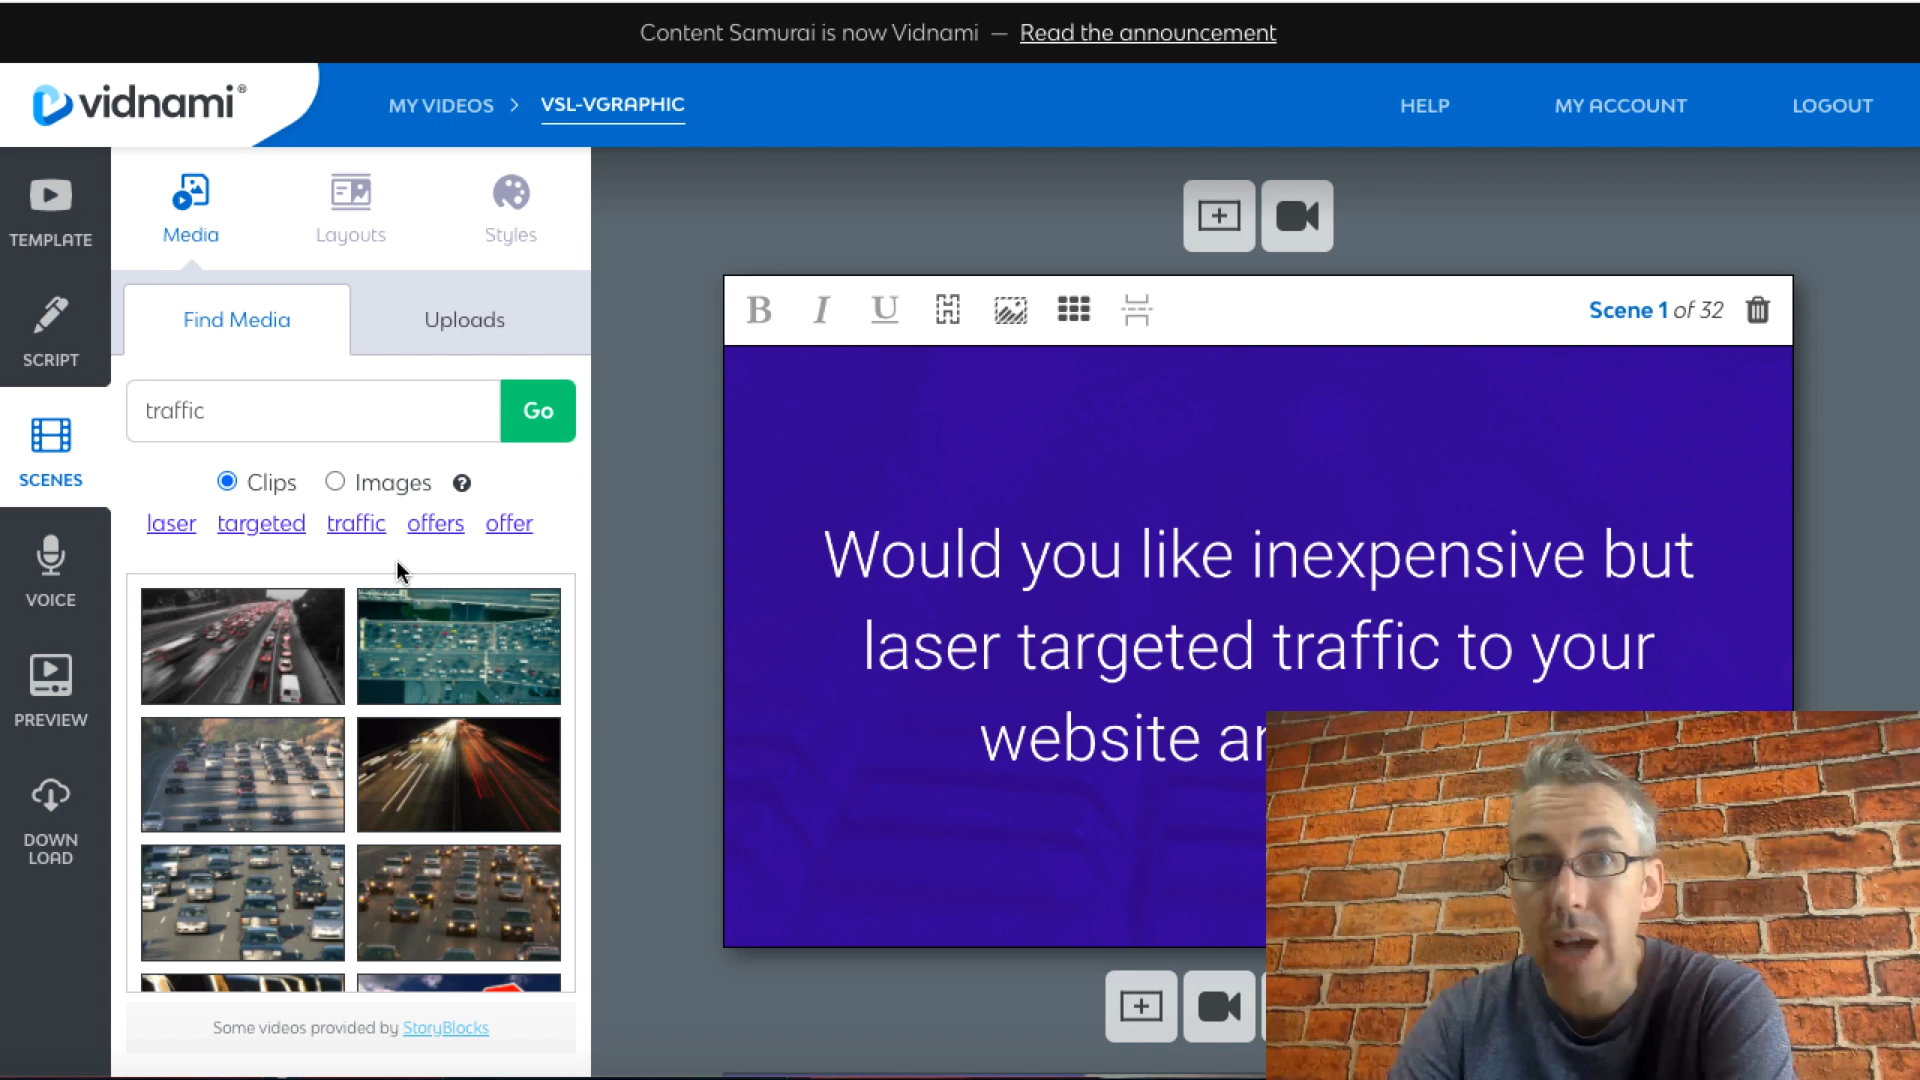 Content Samurai is now Vidnami — Read the announcement
vidnami®
MY VIDEOS > VSL-VGRAPHIC
HELP
MY ACCOUNT
LOGOUT
TEMPLATE
SCRIPT
SCENES
VOICE
PREVIEW
DOWN
LOAD
Media
Layouts
Styles
Find Media
Uploads
traffic
Go
Clips
Images
?
laser targeted traffic offers offer
Some videos provided by StoryBlocks
B I U H
Scene 1 of 32
Would you like inexpensive but
laser targeted traffic to your
website